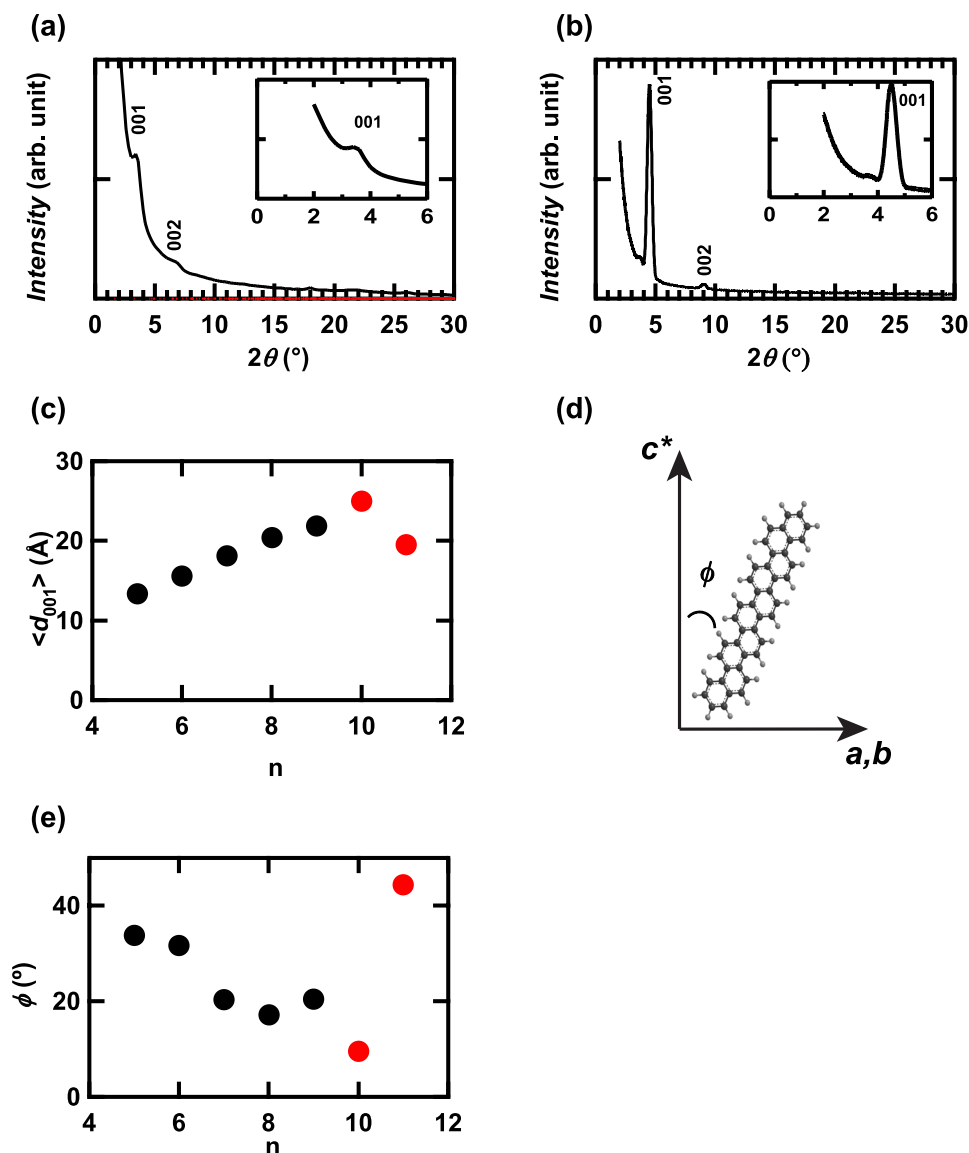 (a)
Intensity (arb. unit)
001
002
001
0 2 4 6
0 5 10 15 20 25 30
2θ (°)
(b)
Intensity (arb. unit)
001
002
001
0 2 4 6
0 5 10 15 20 25 30
2θ (°)
(c)
30
20
10
0
<d001> (Å)
4 6 8 10 12
n
(d)
c*
ϕ
a,b
(e)
40
20
0
ϕ (º)
4 6 8 10 12
n